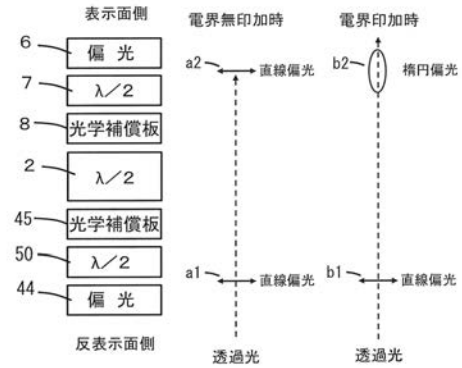 表示面側
電界無印加時
電界印加時
6
偏 光
a2
直線偏光
b2
楕円偏光
7
λ/2
8
光学補償板
2
λ/2
45
光学補償板
50
λ/2
a1
直線偏光
b1
直線偏光
44
偏 光
反表示面側
透過光
透過光